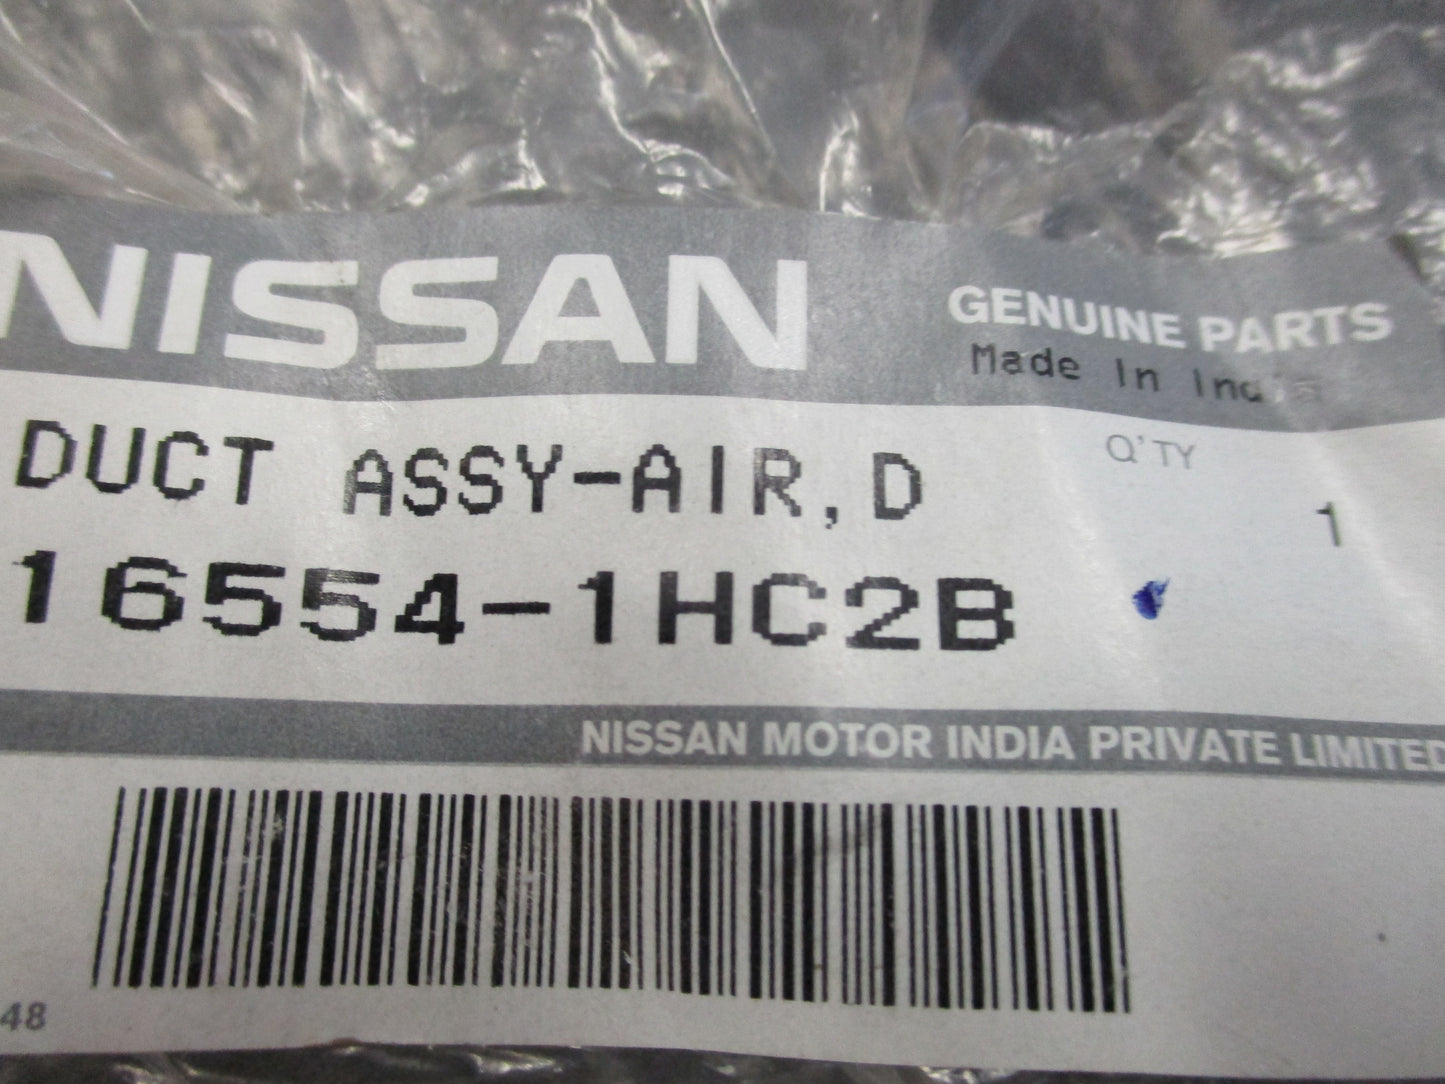 NISSAN
GENUINE PARTS
Made In India
DUCT ASSY-AIR,D
Q'TY
1
16554-1HC2B
NISSAN MOTOR INDIA PRIVATE LIMITED
48